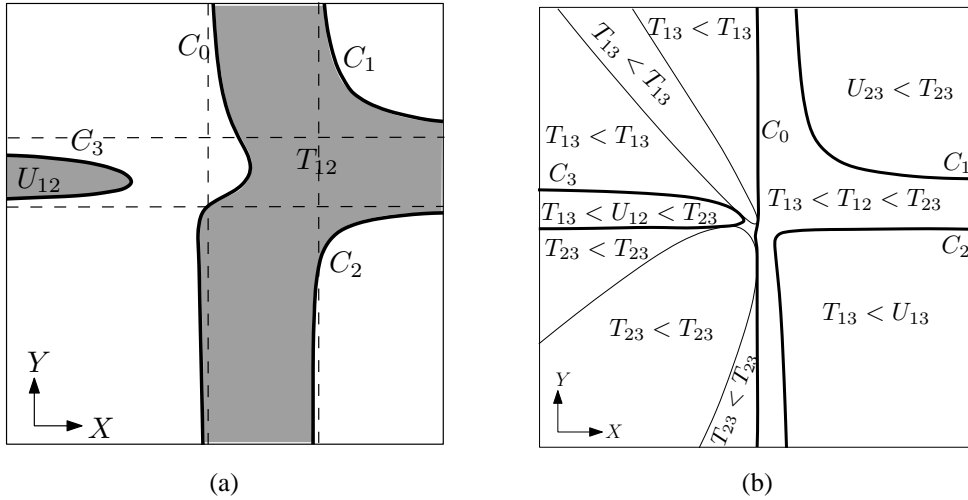 C₀
C₁
C₃
T₁₂
U₁₂
C₂
Y
X
(a)
T₁₃ < T₁₃
T₁₃ < T₁₃
U₂₃ < T₂₃
C₀
T₁₃ < T₁₃
C₁
C₃
T₁₃ < T₁₂ < T₂₃
T₁₃ < U₁₂ < T₂₃
C₂
T₂₃ < T₂₃
T₁₃ < U₁₃
T₂₃ < T₂₃
T₂₃ < T₂₃
Y
X
(b)